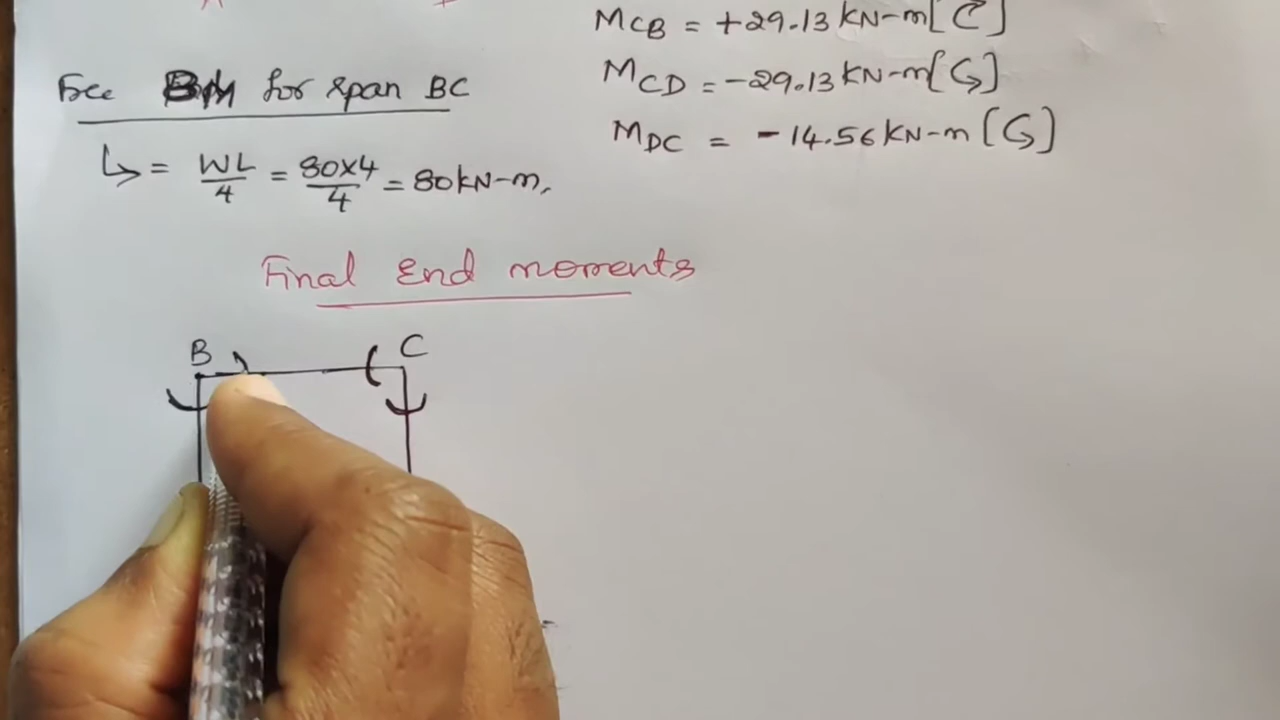 MCB = +29.13 KN-m[↻]
MCD = -29.13 KN-m[↺]
MDC = -14.56 KN-m[↺]
Free BM for span BC
↳ = WL/4 = 80×4/4 = 80 kN-m,
Final End moments
B C